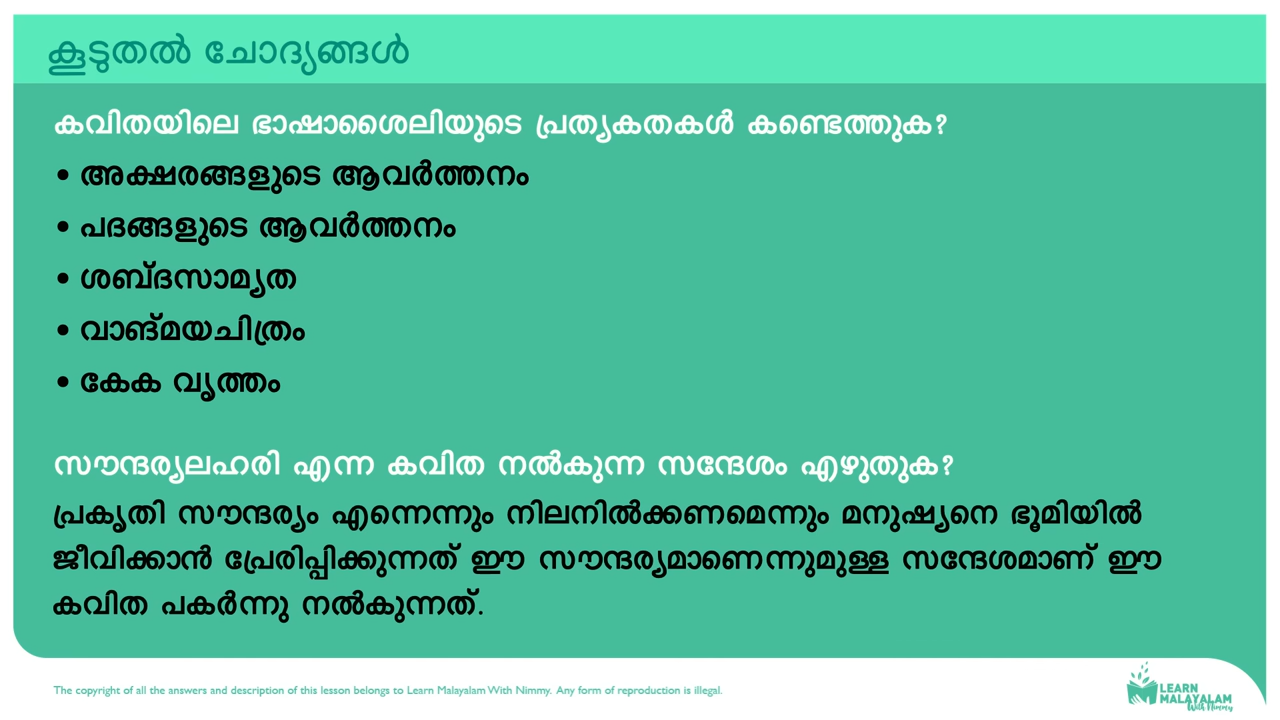 കൂടുതൽ ചോദ്യങ്ങൾ
കവിതയിലെ ഭാഷാശൈലിയുടെ പ്രത്യകതകൾ കണ്ടെത്തുക?
• അക്ഷരങ്ങളുടെ ആവർത്തനം
• പദങ്ങളുടെ ആവർത്തനം
• ശബ്ദസാമ്യത
• വാങ്മയചിത്രം
• കേക വൃത്തം
സൗന്ദര്യലഹരി എന്ന കവിത നൽകുന്ന സന്ദേശം എഴുതുക?
പ്രകൃതി സൗന്ദര്യം എന്നെന്നും നിലനിൽക്കണമെന്നും മനുഷ്യനെ ഭൂമിയിൽ
ജീവിക്കാൻ പ്രേരിപ്പിക്കുന്നത് ഈ സൗന്ദര്യമാണെന്നുമുള്ള സന്ദേശമാണ് ഈ
കവിത പകർന്നു നൽകുന്നത്.
The copyright of all the answers and description of this lesson belongs to Learn Malayalam With Nimmy. Any form of reproduction is illegal.
LEARN
MALAYALAM
With Nimmy